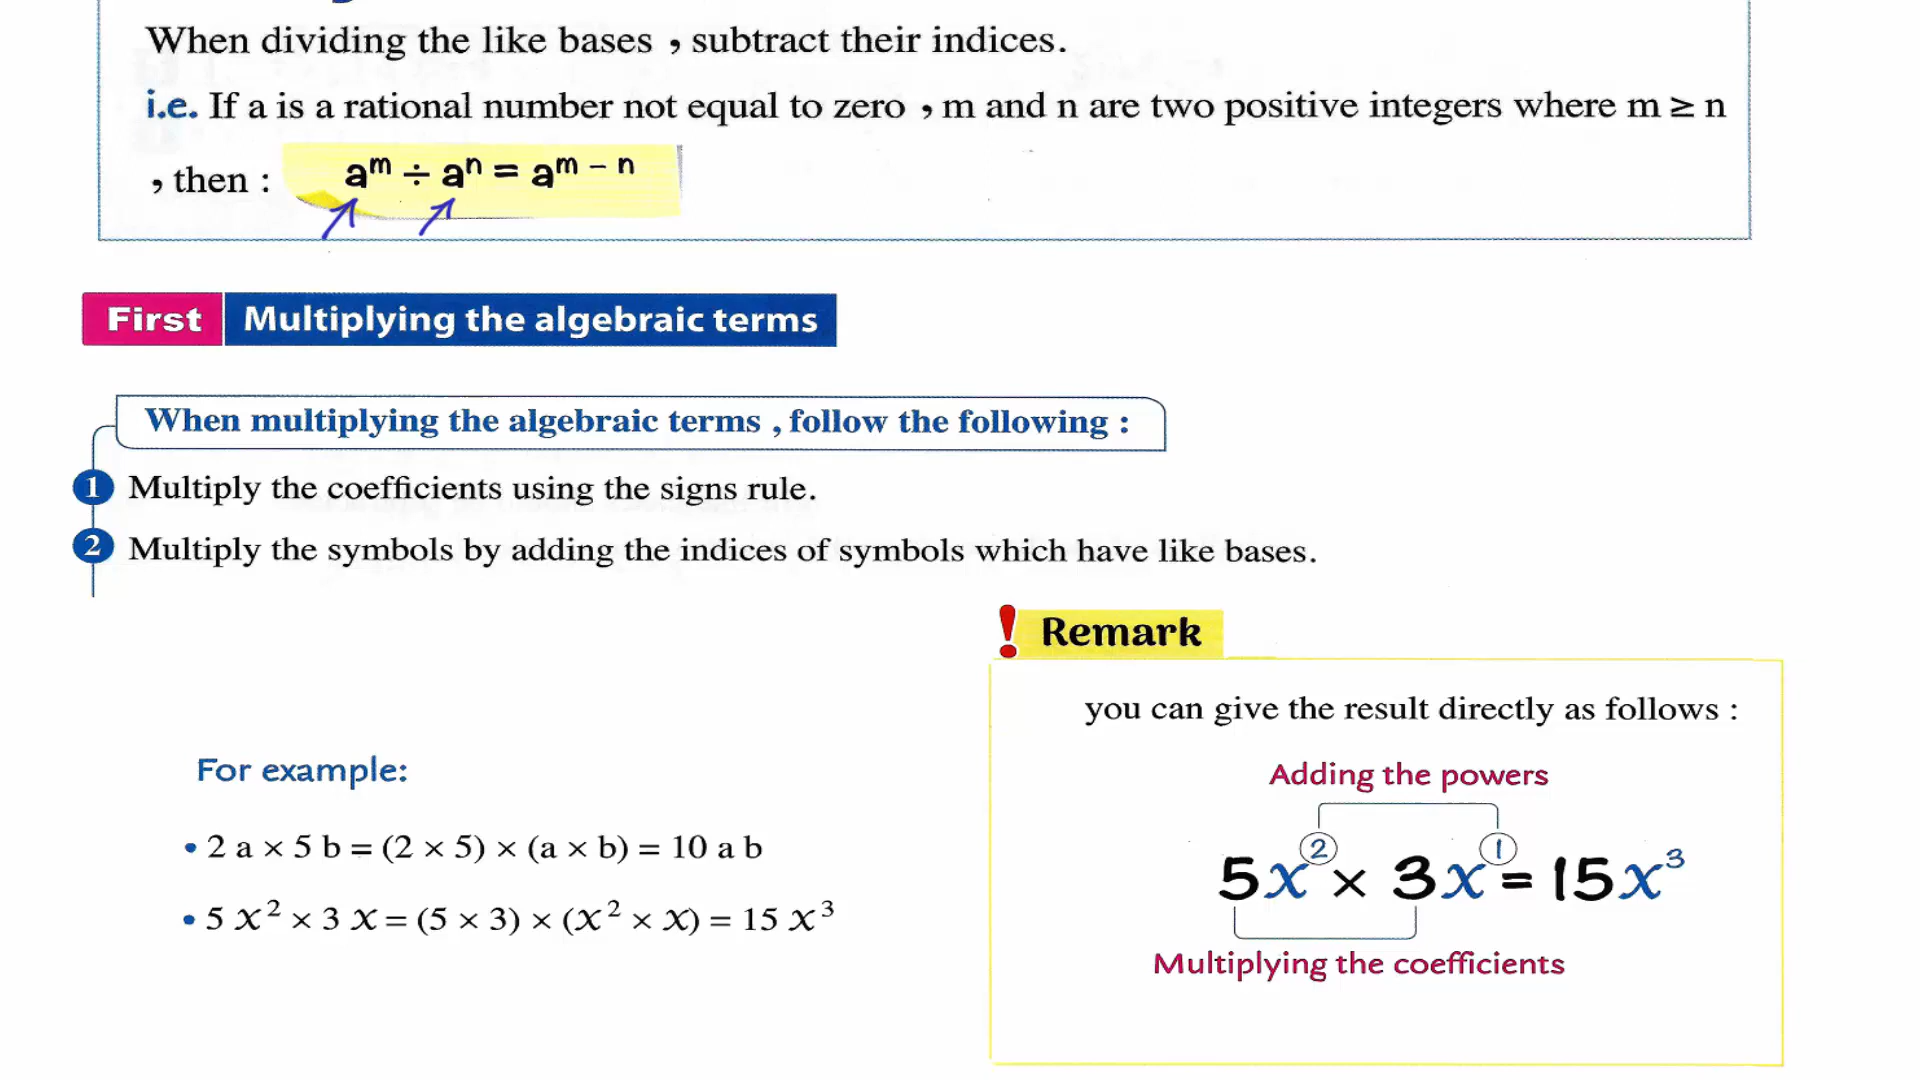 When dividing the like bases , subtract their indices.
i.e. If a is a rational number not equal to zero , m and n are two positive integers where m ≥ n
, then : aᵐ ÷ aⁿ = aᵐ ⁻ ⁿ
First Multiplying the algebraic terms
When multiplying the algebraic terms , follow the following :
1 Multiply the coefficients using the signs rule.
2 Multiply the symbols by adding the indices of symbols which have like bases.
! Remark
you can give the result directly as follows :
Adding the powers
5x² × 3x¹ = 15x³
Multiplying the coefficients
For example:
• 2 a × 5 b = (2 × 5) × (a × b) = 10 a b
• 5 x² × 3 x = (5 × 3) × (x² × x) = 15 x³